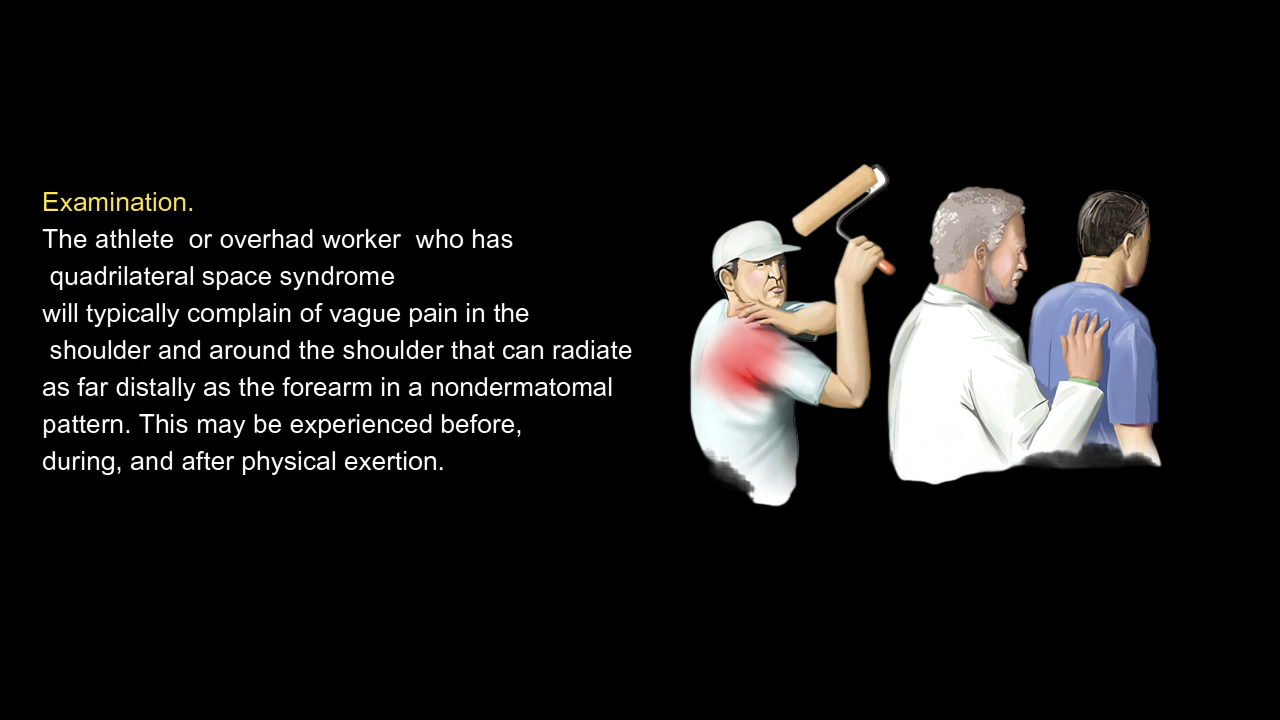 Examination.
The athlete  or overhad worker  who has
 quadrilateral space syndrome
will typically complain of vague pain in the
 shoulder and around the shoulder that can radiate
as far distally as the forearm in a nondermatomal
pattern. This may be experienced before,
during, and after physical exertion.